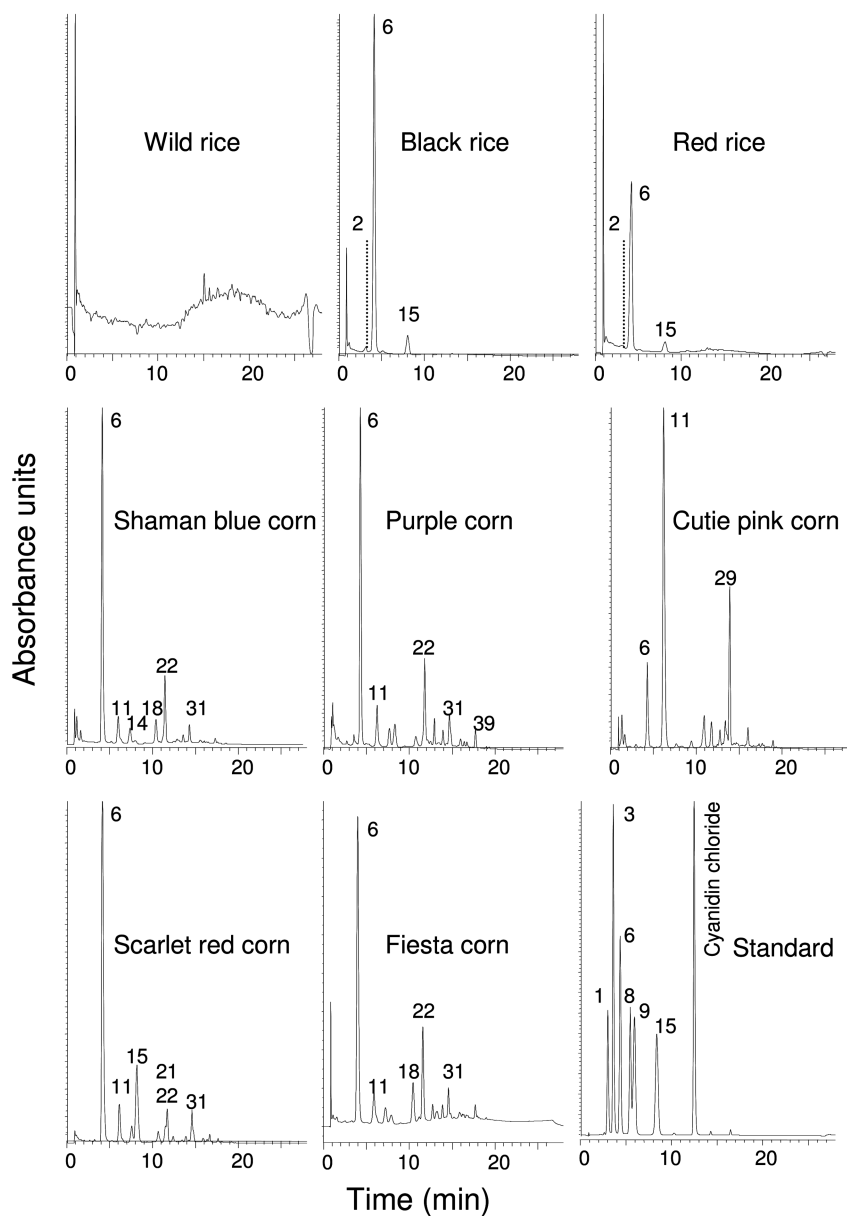 6
Wild rice
Black rice
Red rice
2
15
2
6
15
0 10 20
0 10 20
0 10 20
6
Shaman blue corn
11
14
18
22
31
6
Purple corn
11
22
31
39
11
Cutie pink corn
6
29
0 10 20
0 10 20
0 10 20
6
Scarlet red corn
11
15
21
22
31
6
Fiesta corn
11
18
22
31
3
Cyanidin chloride
Standard
6
1
8
9
15
0 10 20
0 10 20
0 10 20
Absorbance units
Time (min)